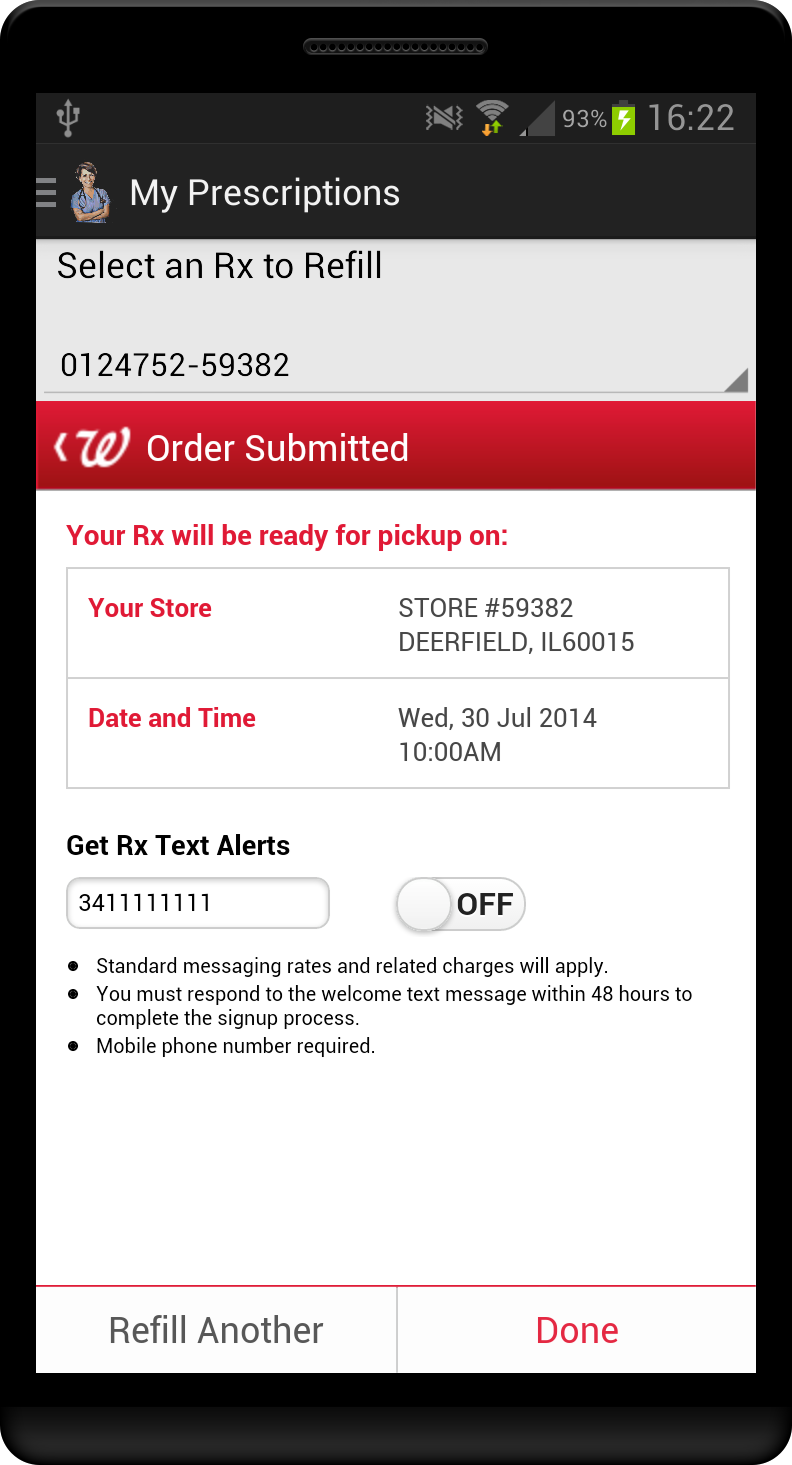 93% 16:22
My Prescriptions
Select an Rx to Refill
0124752-59382
W Order Submitted
Your Rx will be ready for pickup on:
Your Store STORE #59382
DEERFIELD, IL60015
Date and Time Wed, 30 Jul 2014
10:00AM
Get Rx Text Alerts
3411111111 OFF
• Standard messaging rates and related charges will apply.
• You must respond to the welcome text message within 48 hours to
complete the signup process.
• Mobile phone number required.
Refill Another Done